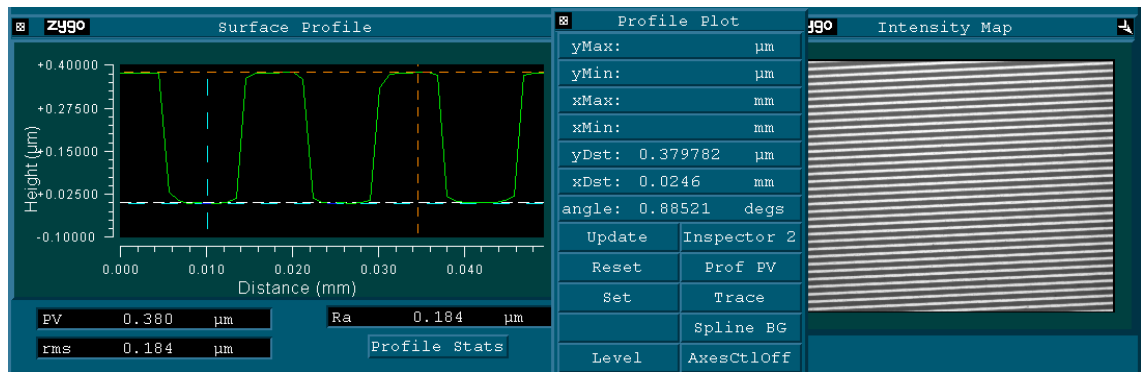 zygo
Surface Profile
+0.40000
+0.27500
+0.15000
+0.02500
-0.10000
Height (µm)
0.000 0.010 0.020 0.030 0.040
Distance (mm)
PV 0.380 µm
Ra 0.184 µm
rms 0.184 µm
Profile Stats
Profile Plot
yMax: µm
yMin: µm
xMax: mm
xMin: mm
yDst: 0.379782 µm
xDst: 0.0246 mm
angle: 0.88521 degs
Update Inspector 2
Reset Prof PV
Set Trace
Spline BG
Level AxesCtlOff
ygo
Intensity Map